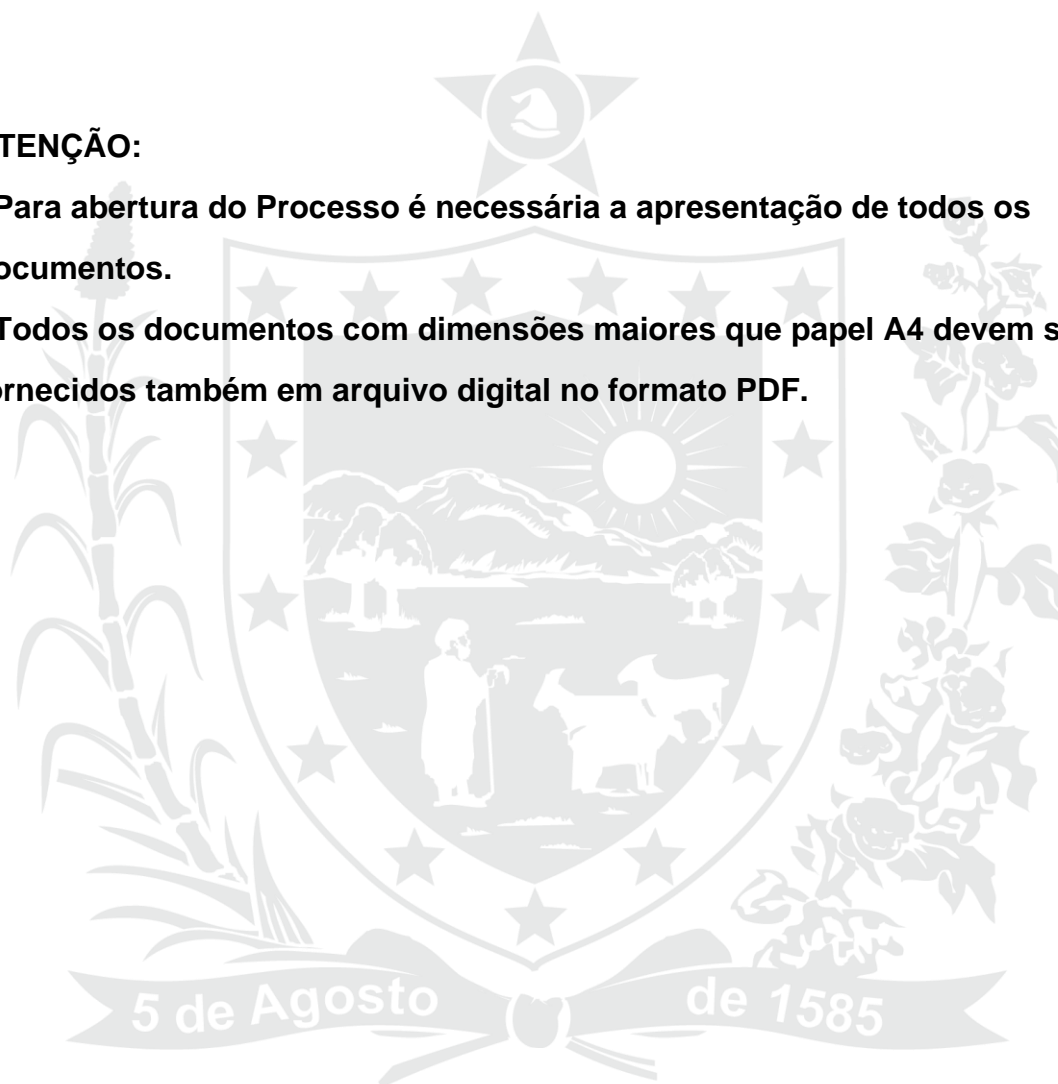 TENÇÃO:
Para abertura do Processo é necessária a apresentação de todos os
ocumentos.
Todos os documentos com dimensões maiores que papel A4 devem s
rnecidos também em arquivo digital no formato PDF.
5 de Agosto de 1585